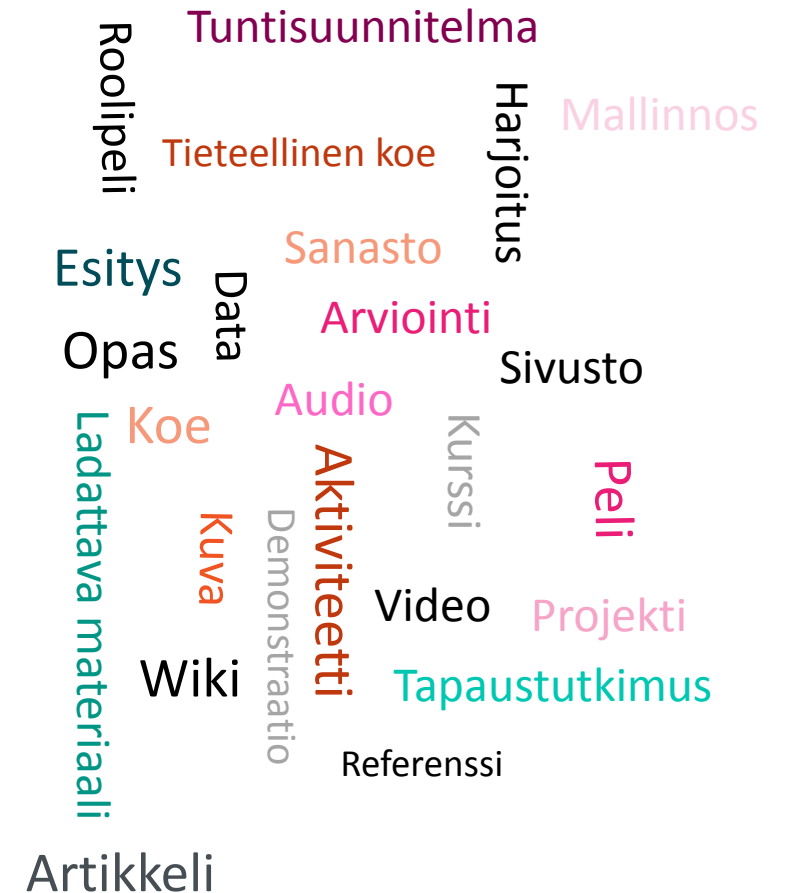 Tuntisuunnitelma
Roolipeli
Harjoitus
Mallinnos
Tieteellinen koe
Sanasto
Esitys
Data
Arviointi
Opas
Sivusto
Audio
Koe
Ladattava materiaali
Kurssi
Aktiviteetti
Peli
Kuva
Demonstraatio
Video
Projekti
Wiki
Tapaustutkimus
Referenssi
Artikkeli